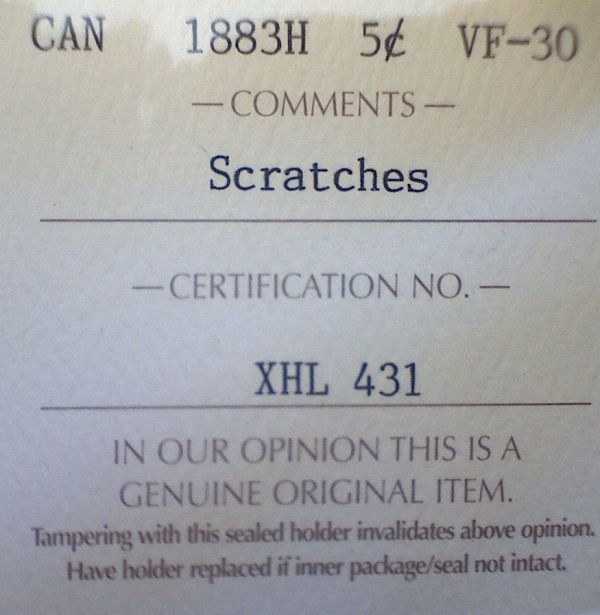 CAN 1883H 5¢ VF-30
— COMMENTS —
Scratches
— CERTIFICATION NO. —
XHL 431
IN OUR OPINION THIS IS A
GENUINE ORIGINAL ITEM.
Tampering with this sealed holder invalidates above opinion.
Have holder replaced if inner package/seal not intact.